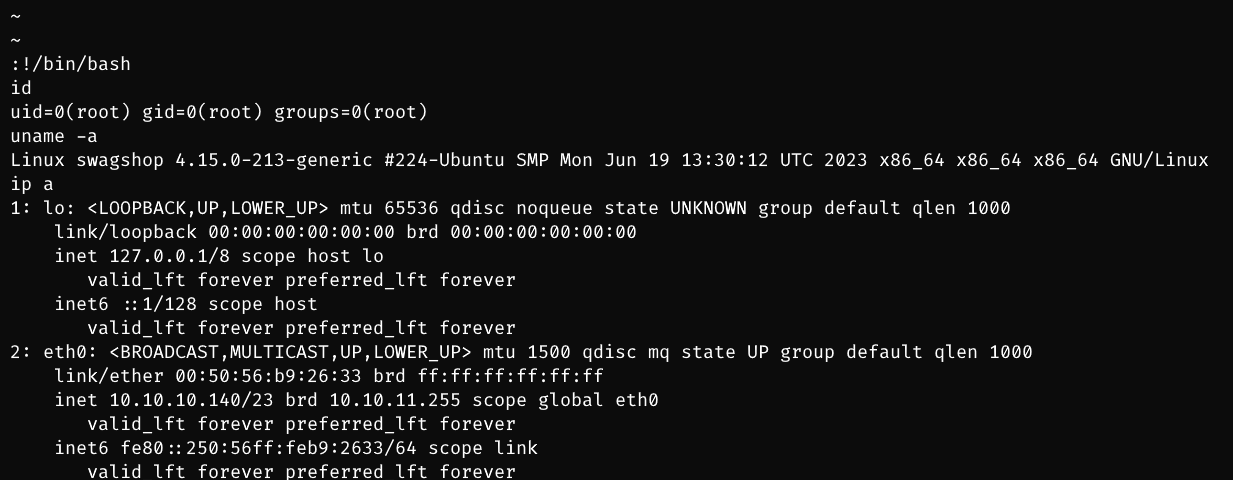 ~
~
:!/bin/bash
id
uid=0(root) gid=0(root) groups=0(root)
uname -a
Linux swagshop 4.15.0-213-generic #224-Ubuntu SMP Mon Jun 19 13:30:12 UTC 2023 x86_64 x86_64 x86_64 GNU/Linux
ip a
1: lo: <LOOPBACK,UP,LOWER_UP> mtu 65536 qdisc noqueue state UNKNOWN group default qlen 1000
    link/loopback 00:00:00:00:00:00 brd 00:00:00:00:00:00
    inet 127.0.0.1/8 scope host lo
       valid_lft forever preferred_lft forever
    inet6 ::1/128 scope host
       valid_lft forever preferred_lft forever
2: eth0: <BROADCAST,MULTICAST,UP,LOWER_UP> mtu 1500 qdisc mq state UP group default qlen 1000
    link/ether 00:50:56:b9:26:33 brd ff:ff:ff:ff:ff:ff
    inet 10.10.10.140/23 brd 10.10.11.255 scope global eth0
       valid_lft forever preferred_lft forever
    inet6 fe80::250:56ff:feb9:2633/64 scope link
       valid_lft forever preferred_lft forever